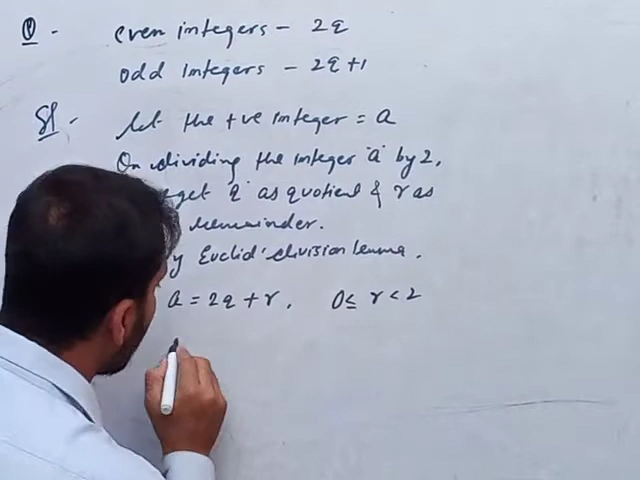 Q - even integers - 2q
odd integers - 2q+1
Sl - Let the +ve integer = a
On dividing the integer 'a' by 2,
get q as quotient & r as
remainder.
y Euclid's division lemma.
a = 2q + r, 0 ≤ r < 2